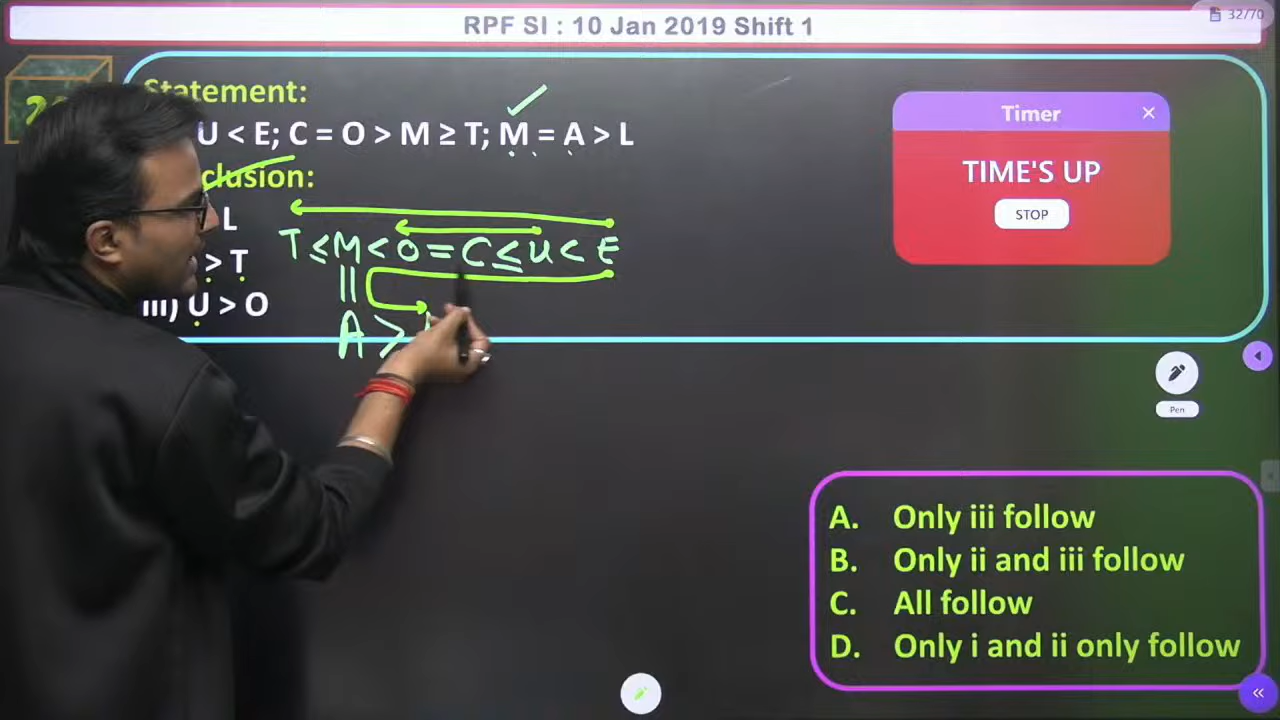 RPF SI : 10 Jan 2019 Shift 1
32/70
Statement:
U < E; C = O > M ≥ T; M = A > L
Timer
TIME'S UP
STOP
L
T ≤ M < O = C ≤ U < E
> T
||
iii) U > O
A >
Pen
A. Only iii follow
B. Only ii and iii follow
C. All follow
D. Only i and ii only follow